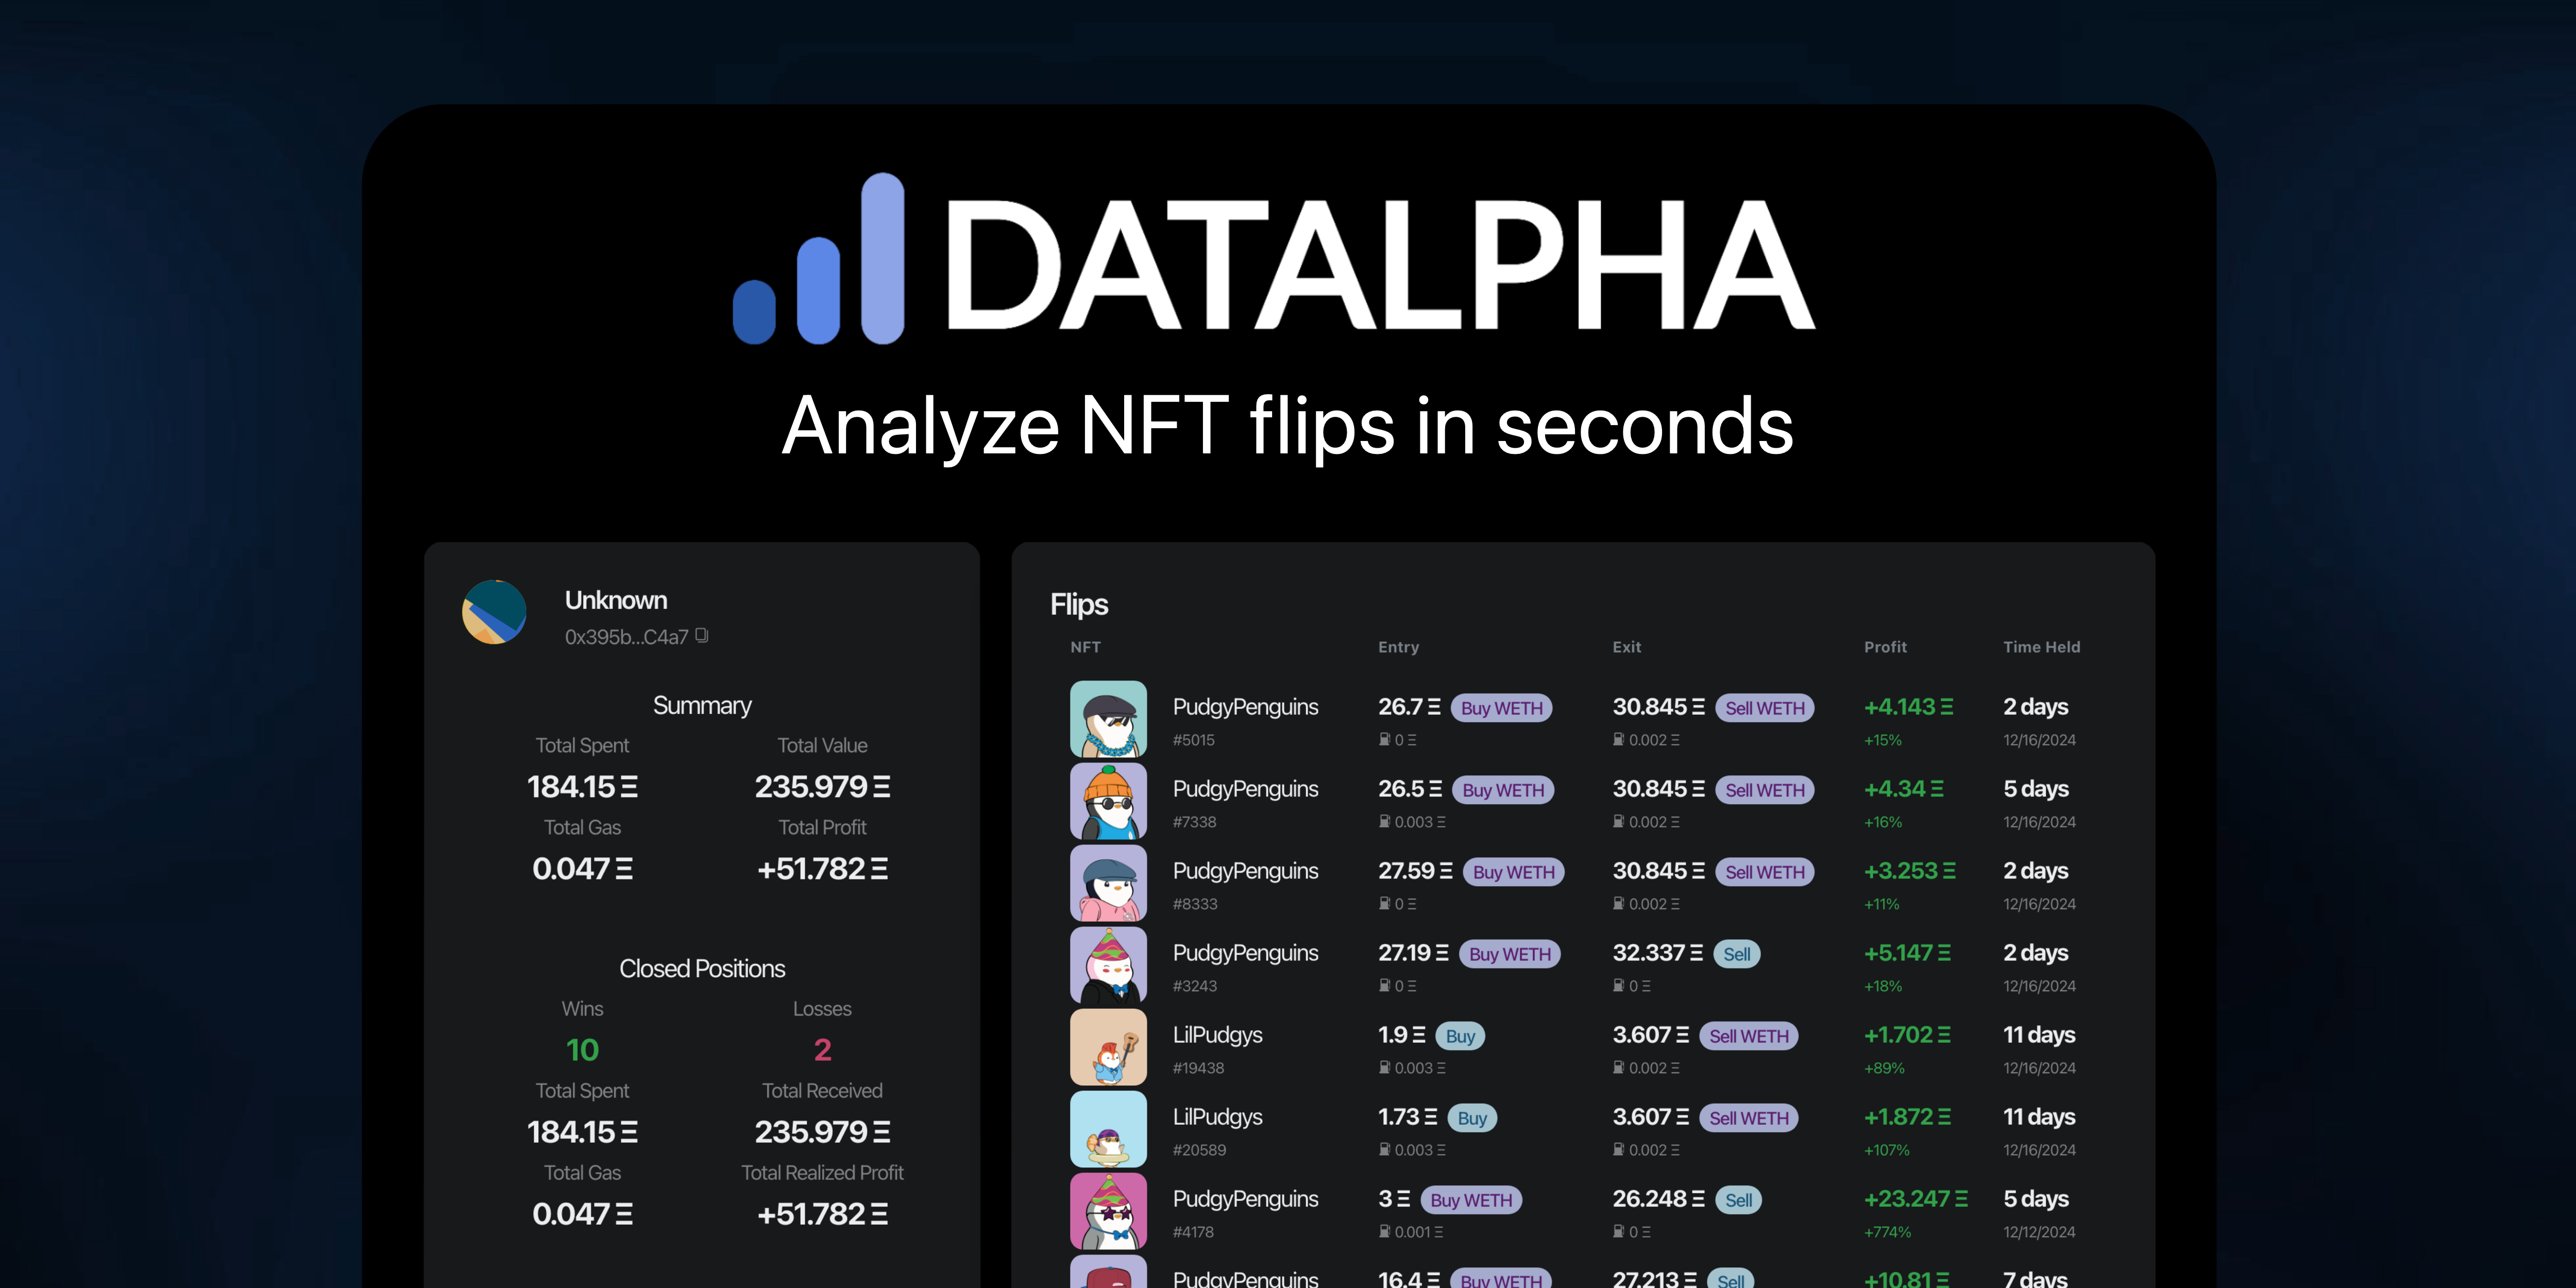 DATALPHA
Analyze NFT flips in seconds
Unknown
0x395b...C4a7
Summary
Total Spent Total Value
184.15 Ξ 235.979 Ξ
Total Gas Total Profit
0.047 Ξ +51.782 Ξ
Closed Positions
Wins Losses
10 2
Total Spent Total Received
184.15 Ξ 235.979 Ξ
Total Gas Total Realized Profit
0.047 Ξ +51.782 Ξ
Flips
NFT Entry Exit Profit Time Held
PudgyPenguins 26.7 Ξ Buy WETH 30.845 Ξ Sell WETH +4.143 Ξ 2 days
#5015 0 Ξ 0.002 Ξ +15% 12/16/2024
PudgyPenguins 26.5 Ξ Buy WETH 30.845 Ξ Sell WETH +4.34 Ξ 5 days
#7338 0.003 Ξ 0.002 Ξ +16% 12/16/2024
PudgyPenguins 27.59 Ξ Buy WETH 30.845 Ξ Sell WETH +3.253 Ξ 2 days
#8333 0 Ξ 0.002 Ξ +11% 12/16/2024
PudgyPenguins 27.19 Ξ Buy WETH 32.337 Ξ Sell +5.147 Ξ 2 days
#3243 0 Ξ 0 Ξ +18% 12/16/2024
LilPudgys 1.9 Ξ Buy 3.607 Ξ Sell WETH +1.702 Ξ 11 days
#19438 0.003 Ξ 0.002 Ξ +89% 12/16/2024
LilPudgys 1.73 Ξ Buy 3.607 Ξ Sell WETH +1.872 Ξ 11 days
#20589 0.003 Ξ 0.002 Ξ +107% 12/16/2024
PudgyPenguins 3 Ξ Buy WETH 26.248 Ξ Sell +23.247 Ξ 5 days
#4178 0.001 Ξ 0 Ξ +774% 12/12/2024
PudgyPenguins 16.4 Ξ Buy WETH 27.213 Ξ Sell +10.81 Ξ 7 days